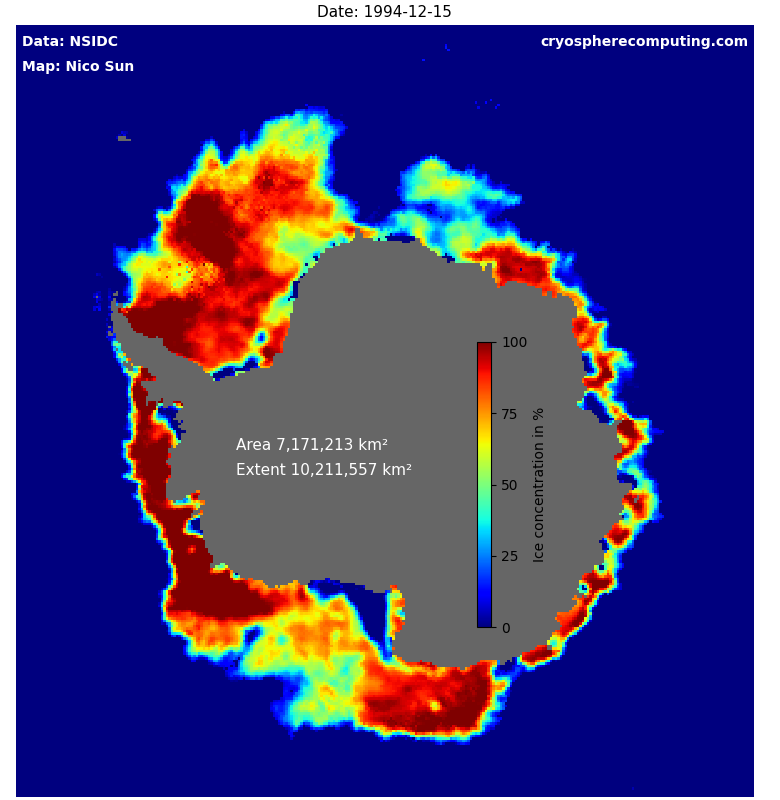 Date: 1994-12-15
Data: NSIDC
cryospherecomputing.com
Map: Nico Sun
100
75
50
25
0
Ice concentration in %
Area 7,171,213 km²
Extent 10,211,557 km²